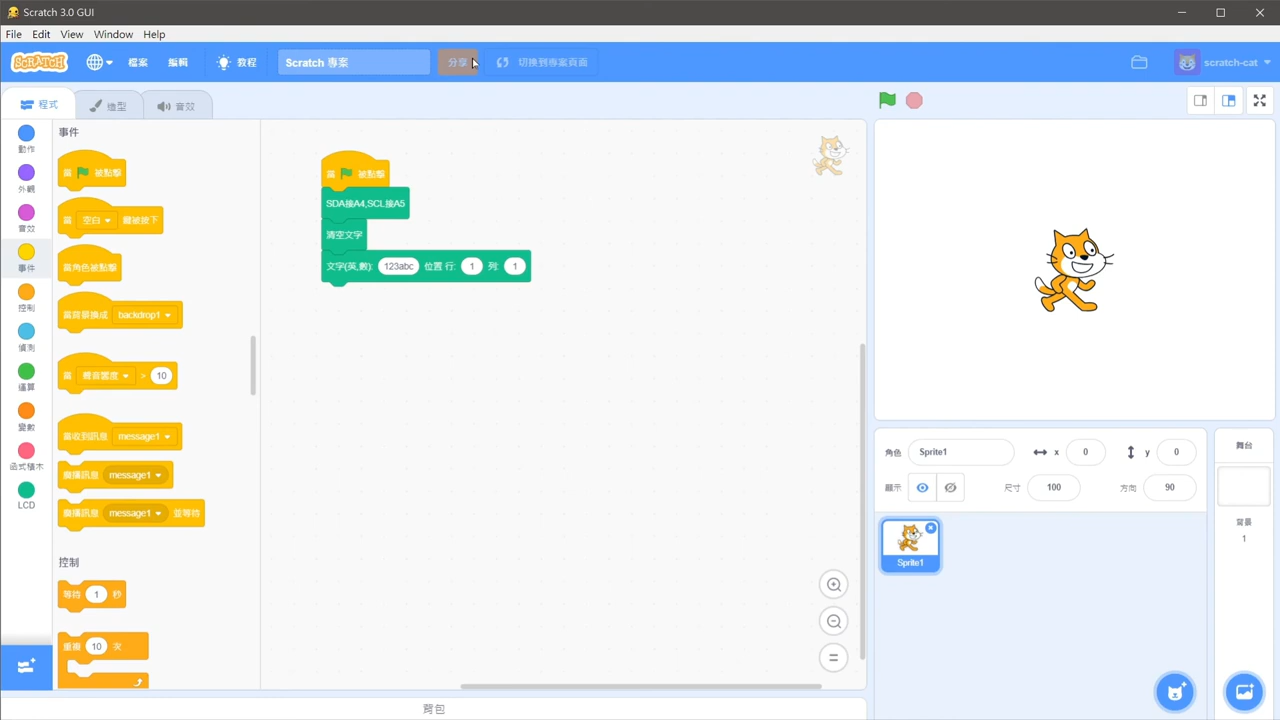 Scratch 3.0 GUI
File Edit View Window Help
SCRATCH 檔案 編輯 教程 Scratch 專案 分享 切換到專案頁面 scratch-cat
程式 造型 音效
動作
外觀
音效
事件
控制
偵測
運算
變數
函式積木
LCD
事件
當 被點擊
當 空白 鍵被按下
當角色被點擊
當背景換成 backdrop1
當 聲音響度 > 10
當收到訊息 message1
廣播訊息 message1
廣播訊息 message1 並等待
控制
等待 1 秒
重複 10 次
當 被點擊
SDA接A4,SCL接A5
清空文字
文字(英,數): 123abc 位置 行: 1 列: 1
角色 Sprite1 x 0 y 0
顯示 尺寸 100 方向 90
Sprite1
舞台
背景
1
背包